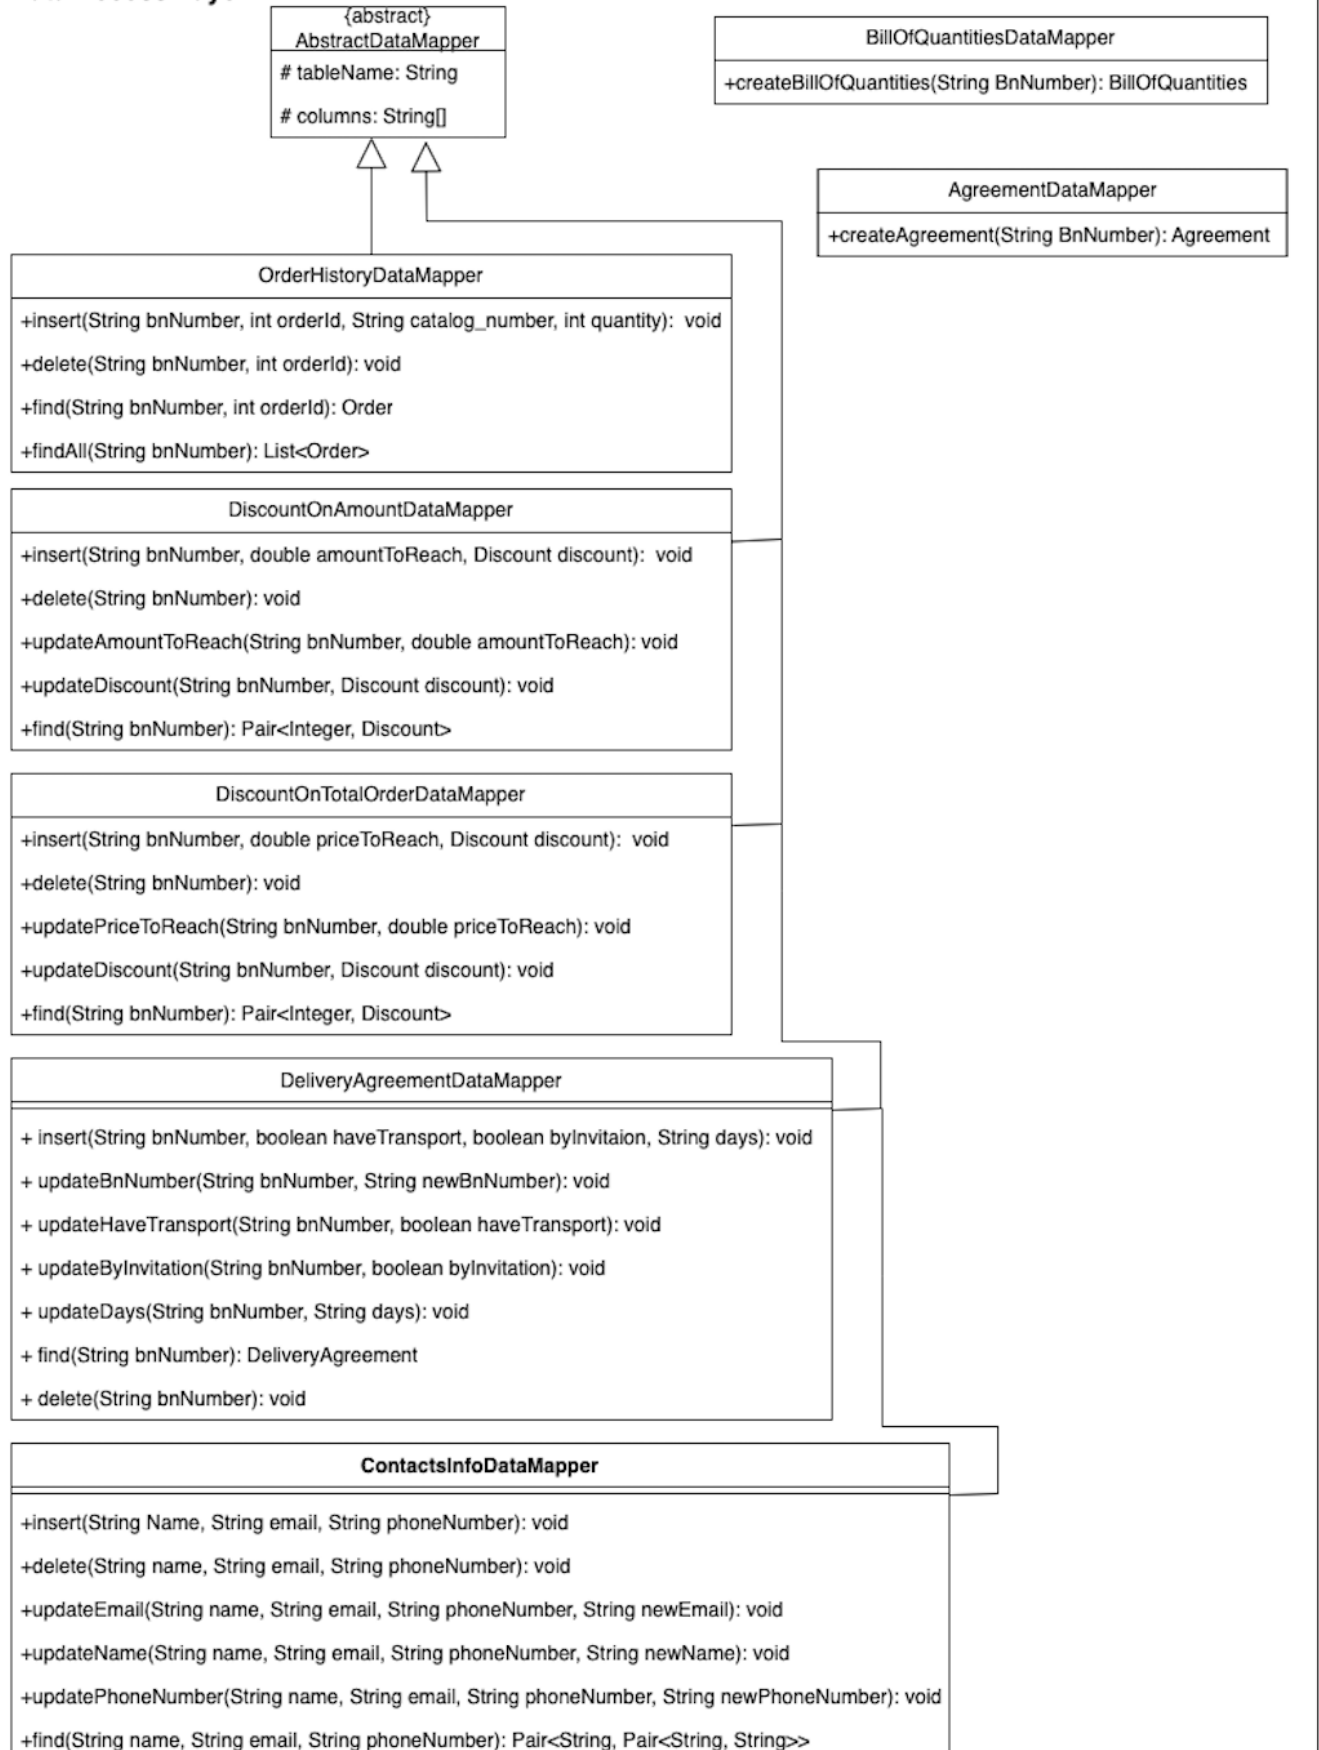 {abstract}
AbstractDataMapper
# tableName: String
# columns: String[]
BillOfQuantitiesDataMapper
+createBillOfQuantities(String BnNumber): BillOfQuantities
AgreementDataMapper
+createAgreement(String BnNumber): Agreement
OrderHistoryDataMapper
+insert(String bnNumber, int orderId, String catalog_number, int quantity): void
+delete(String bnNumber, int orderId): void
+find(String bnNumber, int orderId): Order
+findAll(String bnNumber): List<Order>
DiscountOnAmountDataMapper
+insert(String bnNumber, double amountToReach, Discount discount): void
+delete(String bnNumber): void
+updateAmountToReach(String bnNumber, double amountToReach): void
+updateDiscount(String bnNumber, Discount discount): void
+find(String bnNumber): Pair<Integer, Discount>
DiscountOnTotalOrderDataMapper
+insert(String bnNumber, double priceToReach, Discount discount): void
+delete(String bnNumber): void
+updatePriceToReach(String bnNumber, double priceToReach): void
+updateDiscount(String bnNumber, Discount discount): void
+find(String bnNumber): Pair<Integer, Discount>
DeliveryAgreementDataMapper
+ insert(String bnNumber, boolean haveTransport, boolean byInvitaion, String days): void
+ updateBnNumber(String bnNumber, String newBnNumber): void
+ updateHaveTransport(String bnNumber, boolean haveTransport): void
+ updateByInvitation(String bnNumber, boolean byInvitation): void
+ updateDays(String bnNumber, String days): void
+ find(String bnNumber): DeliveryAgreement
+ delete(String bnNumber): void
ContactsInfoDataMapper
+insert(String Name, String email, String phoneNumber): void
+delete(String name, String email, String phoneNumber): void
+updateEmail(String name, String email, String phoneNumber, String newEmail): void
+updateName(String name, String email, String phoneNumber, String newName): void
+updatePhoneNumber(String name, String email, String phoneNumber, String newPhoneNumber): void
+find(String name, String email, String phoneNumber): Pair<String, Pair<String, String>>